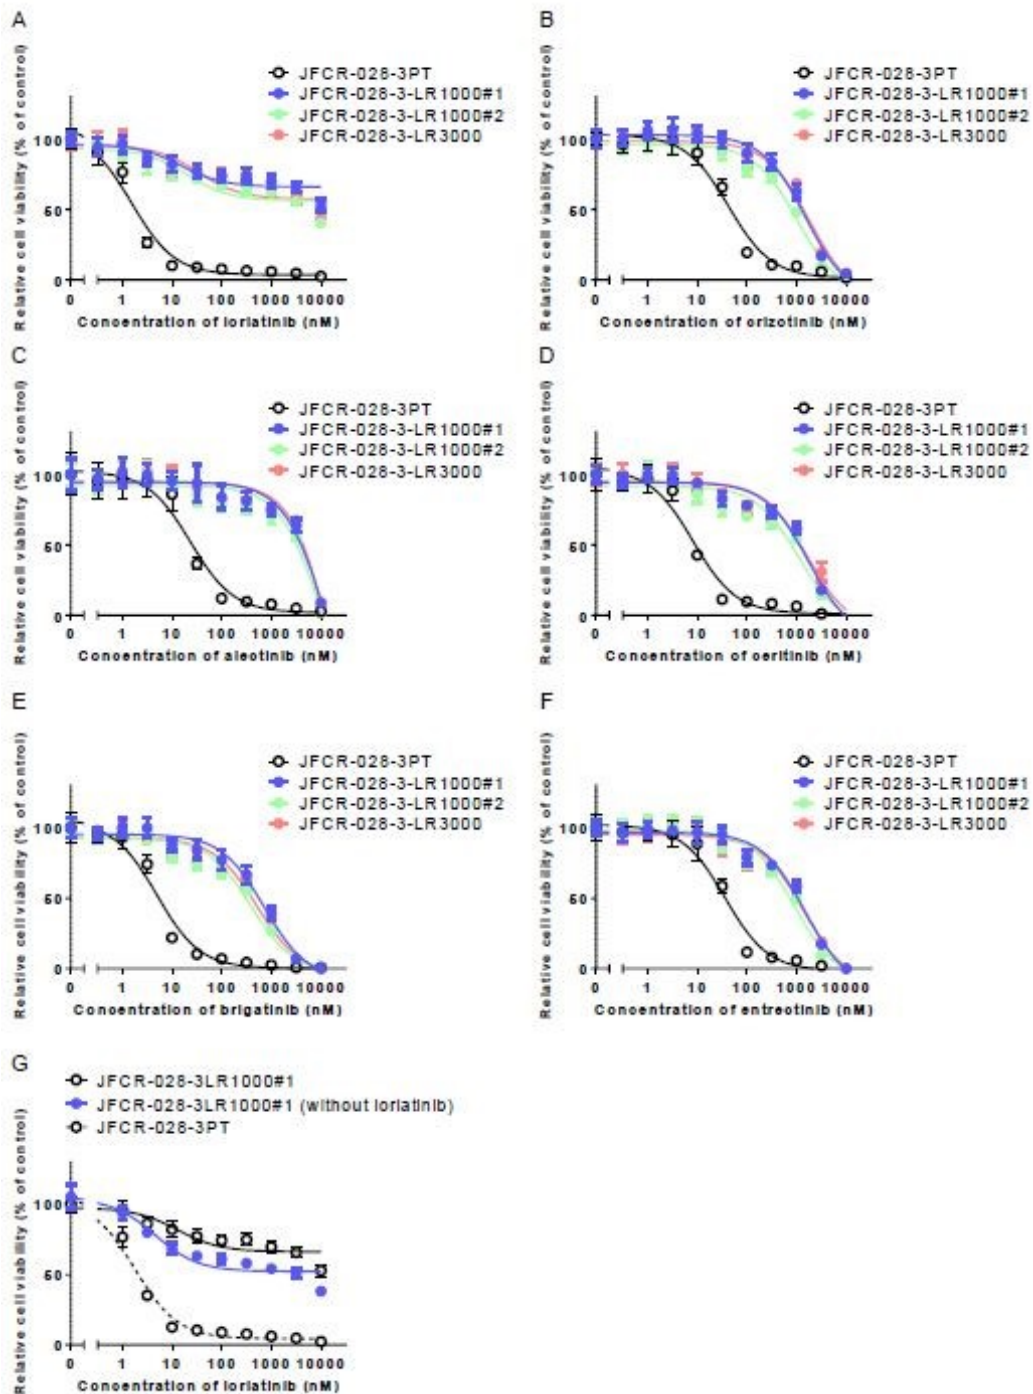 A
Relative cell viability (% of control)
JFCR-028-3PT
JFCR-028-3-LR1000#1
JFCR-028-3-LR1000#2
JFCR-028-3-LR3000
100
50
0
0 1 10 100 1000 10000
Concentration of lorlatinib (nM)
B
Relative cell viability (% of control)
JFCR-028-3PT
JFCR-028-3-LR1000#1
JFCR-028-3-LR1000#2
JFCR-028-3-LR3000
100
50
0
0 1 10 100 1000 10000
Concentration of crizotinib (nM)
C
Relative cell viability (% of control)
JFCR-028-3PT
JFCR-028-3-LR1000#1
JFCR-028-3-LR1000#2
JFCR-028-3-LR3000
100
50
0
0 1 10 100 1000 10000
Concentration of alectinib (nM)
D
Relative cell viability (% of control)
JFCR-028-3PT
JFCR-028-3-LR1000#1
JFCR-028-3-LR1000#2
JFCR-028-3-LR3000
100
50
0
0 1 10 100 1000 10000
Concentration of ceritinib (nM)
E
Relative cell viability (% of control)
JFCR-028-3PT
JFCR-028-3-LR1000#1
JFCR-028-3-LR1000#2
JFCR-028-3-LR3000
100
50
0
0 1 10 100 1000 10000
Concentration of brigatinib (nM)
F
Relative cell viability (% of control)
JFCR-028-3PT
JFCR-028-3-LR1000#1
JFCR-028-3-LR1000#2
JFCR-028-3-LR3000
100
50
0
0 1 10 100 1000 10000
Concentration of entrectinib (nM)
G
JFCR-028-3LR1000#1
JFCR-028-3LR1000#1 (without lorlatinib)
JFCR-028-3PT
Relative cell viability (% of control)
100
50
0
0 1 10 100 1000 10000
Concentration of lorlatinib (nM)